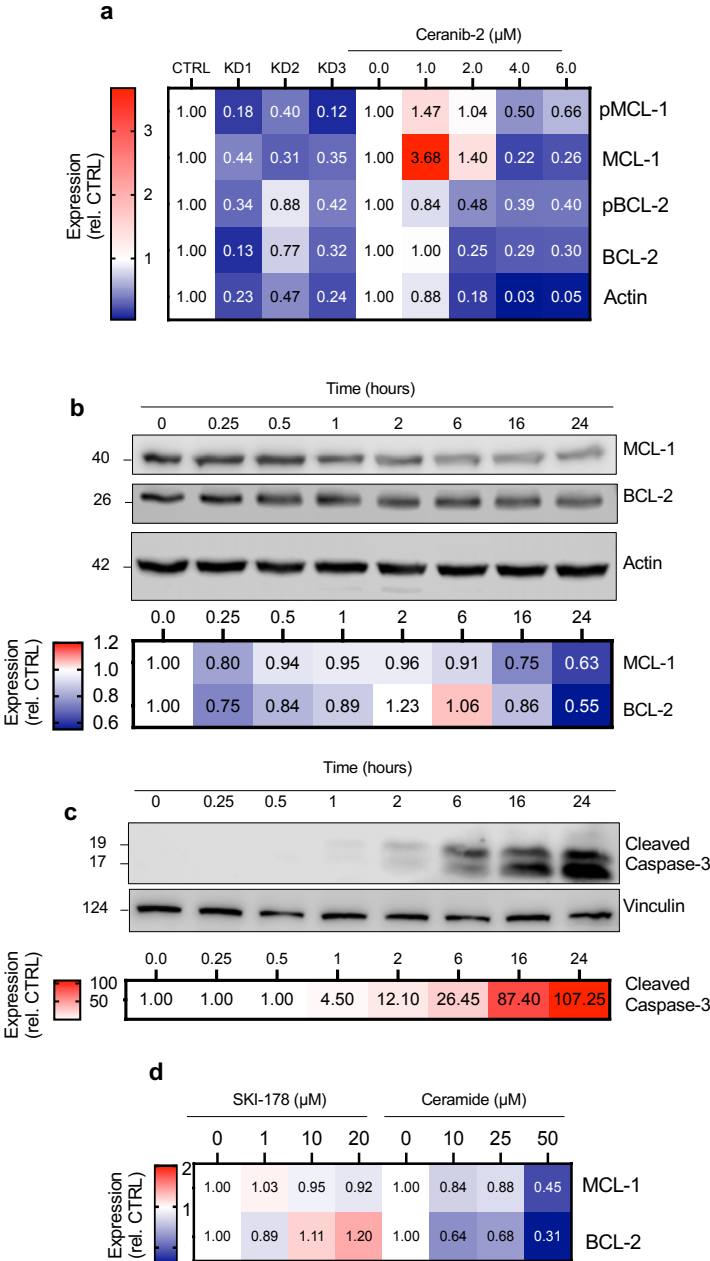 a
Ceranib-2 (µM)
CTRL KD1 KD2 KD3 0.0 1.0 2.0 4.0 6.0
Expression
(rel. CTRL)
3
2
1
1.00 0.18 0.40 0.12 1.00 1.47 1.04 0.50 0.66 pMCL-1
1.00 0.44 0.31 0.35 1.00 3.68 1.40 0.22 0.26 MCL-1
1.00 0.34 0.88 0.42 1.00 0.84 0.48 0.39 0.40 pBCL-2
1.00 0.13 0.77 0.32 1.00 1.00 0.25 0.29 0.30 BCL-2
1.00 0.23 0.47 0.24 1.00 0.88 0.18 0.03 0.05 Actin
b
Time (hours)
0 0.25 0.5 1 2 6 16 24
40 MCL-1
26 BCL-2
42 Actin
0.0 0.25 0.5 1 2 6 16 24
Expression
(rel. CTRL)
1.2
1.0
0.8
0.6
1.00 0.80 0.94 0.95 0.96 0.91 0.75 0.63 MCL-1
1.00 0.75 0.84 0.89 1.23 1.06 0.86 0.55 BCL-2
c
Time (hours)
0 0.25 0.5 1 2 6 16 24
19
17
Cleaved
Caspase-3
124 Vinculin
0.0 0.25 0.5 1 2 6 16 24
Expression
(rel. CTRL)
100
50
1.00 1.00 1.00 4.50 12.10 26.45 87.40 107.25
Cleaved
Caspase-3
d
SKI-178 (µM) Ceramide (µM)
0 1 10 20 0 10 25 50
Expression
(rel. CTRL)
2
1
1.00 1.03 0.95 0.92 1.00 0.84 0.88 0.45 MCL-1
1.00 0.89 1.11 1.20 1.00 0.64 0.68 0.31 BCL-2